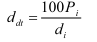 d_{dt} = \frac{100P_i}{d_i}